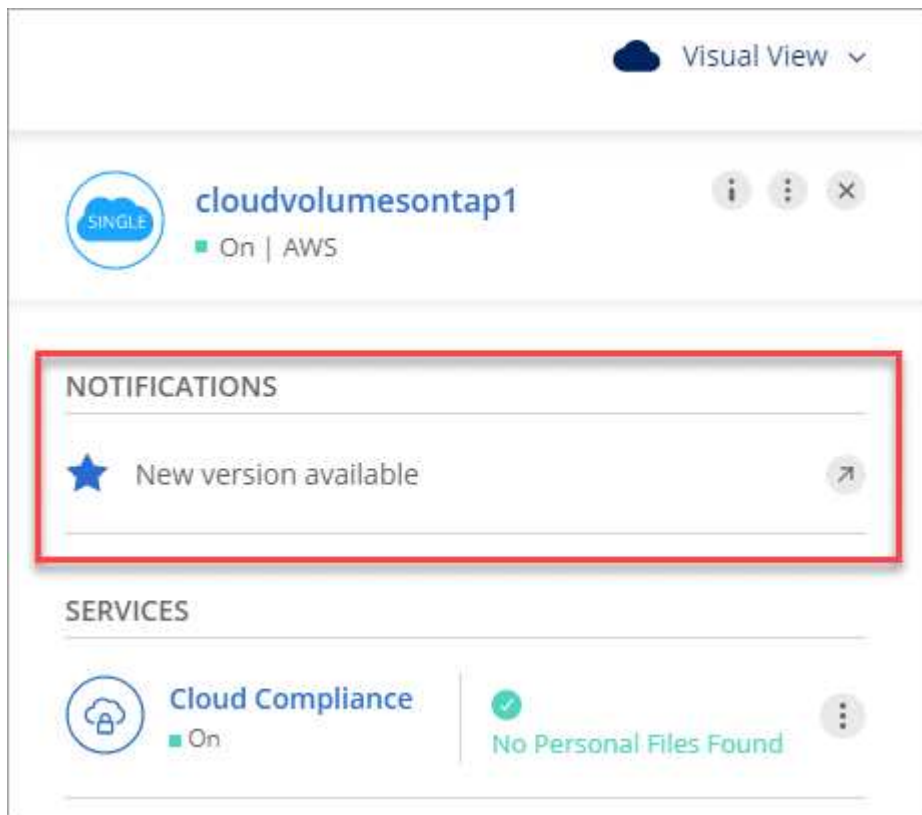 Visual View
SINGLE
cloudvolumesontap1
On | AWS
NOTIFICATIONS
New version available
SERVICES
Cloud Compliance
On
No Personal Files Found